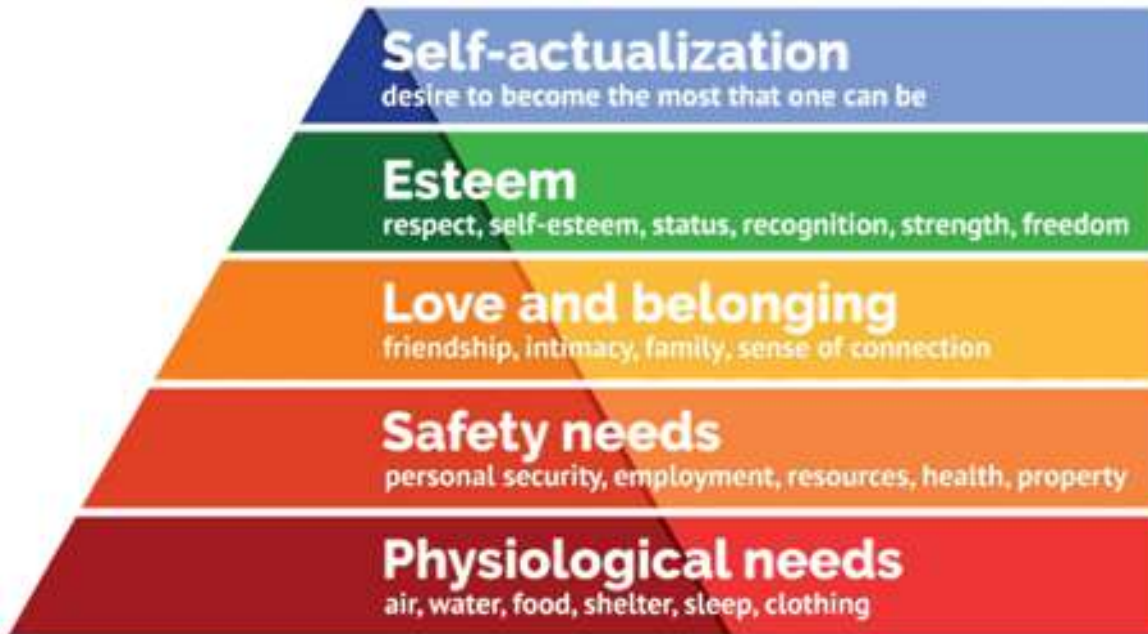 Self-actualization
desire to become the most that one can be
Esteem
respect, self-esteem, status, recognition, strength, freedom
Love and belonging
friendship, intimacy, family, sense of connection
Safety needs
personal security, employment, resources, health, property
Physiological needs
air, water, food, shelter, sleep, clothing